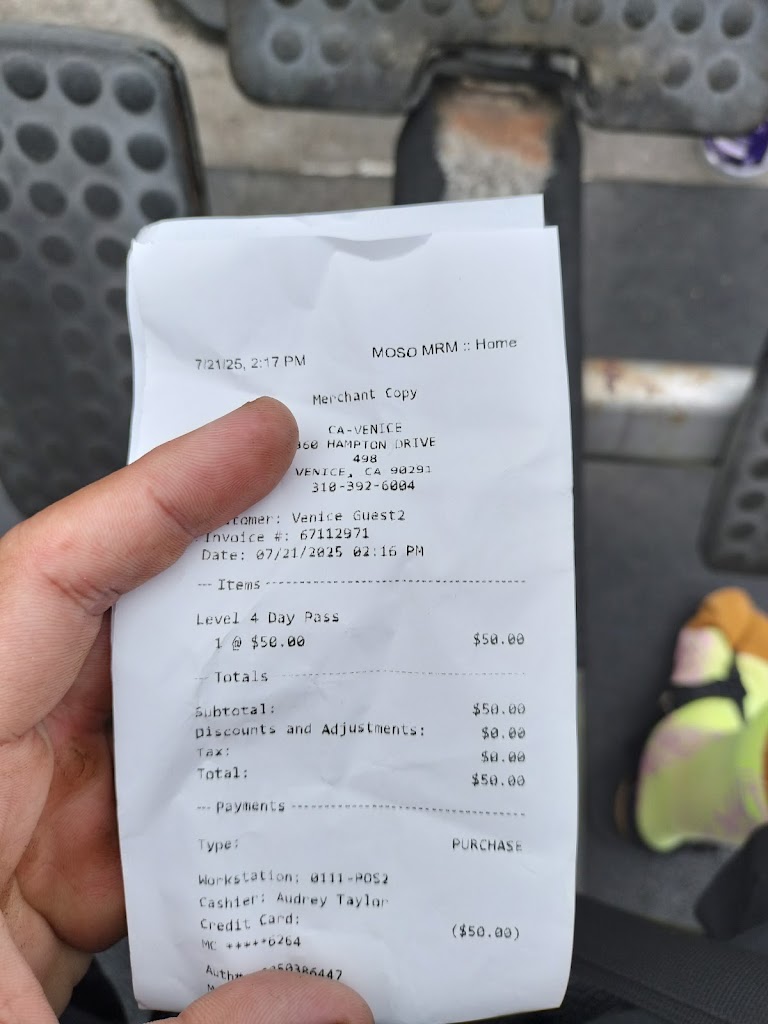 7/21/25, 2:17 PM MOSO MRM :: Home
Merchant Copy
CA-VENICE
360 HAMPTON DRIVE
498
VENICE, CA 90291
310-392-6004
tomer: Venice Guest2
Invoice #: 67112971
Date: 07/21/2025 02:16 PM
--- Items ---
Level 4 Day Pass
1 @ $50.00 $50.00
--- Totals ---
Subtotal: $50.00
Discounts and Adjustments: $0.00
Tax: $0.00
Total: $50.00
--- Payments ---
Type: PURCHASE
Workstation: 0111-POS2
Cashier: Audrey Taylor
Credit Card:
MC *****6264 ($50.00)
Auth#